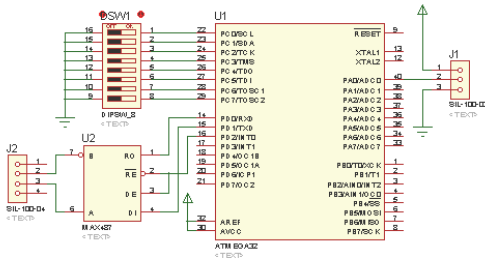 DSW1
OFF ON
16 1
15 2
14 3
13 4
12 5
11 6
10 7
9 8
DIPSW_8
<TEXT>
U1
22 PC0/SCL
23 PC1/SDA
24 PC2/TCK
25 PC3/TMS
26 PC4/TDO
27 PC5/TDI
28 PC6/TOSC1
29 PC7/TOSC2
14 PD0/RXD
15 PD1/TXD
16 PD2/INT0
17 PD3/INT1
18 PD4/OC1B
19 PD5/OC1A
20 PD6/ICP1
21 PD7/OC2
32 AREF
30 AVCC
RESET 9
XTAL1 13
XTAL2 12
PA0/ADC0 40
PA1/ADC1 39
PA2/ADC2 38
PA3/ADC3 37
PA4/ADC4 36
PA5/ADC5 35
PA6/ADC6 34
PA7/ADC7 33
PB0/T0/XCK 1
PB1/T1 2
PB2/AIN0/INT2 3
PB3/AIN1/OC0 4
PB4/SS 5
PB5/MOSI 6
PB6/MISO 7
PB7/SCK 8
ATMEGA32
<TEXT>
J1
1
2
3
SIL-100-0
<TEXT>
U2
7 B
6 A
RO 1
RE 2
DE 3
DI 4
MAX487
<TEXT>
J2
1
2
3
4
SIL-100-04
<TEXT>